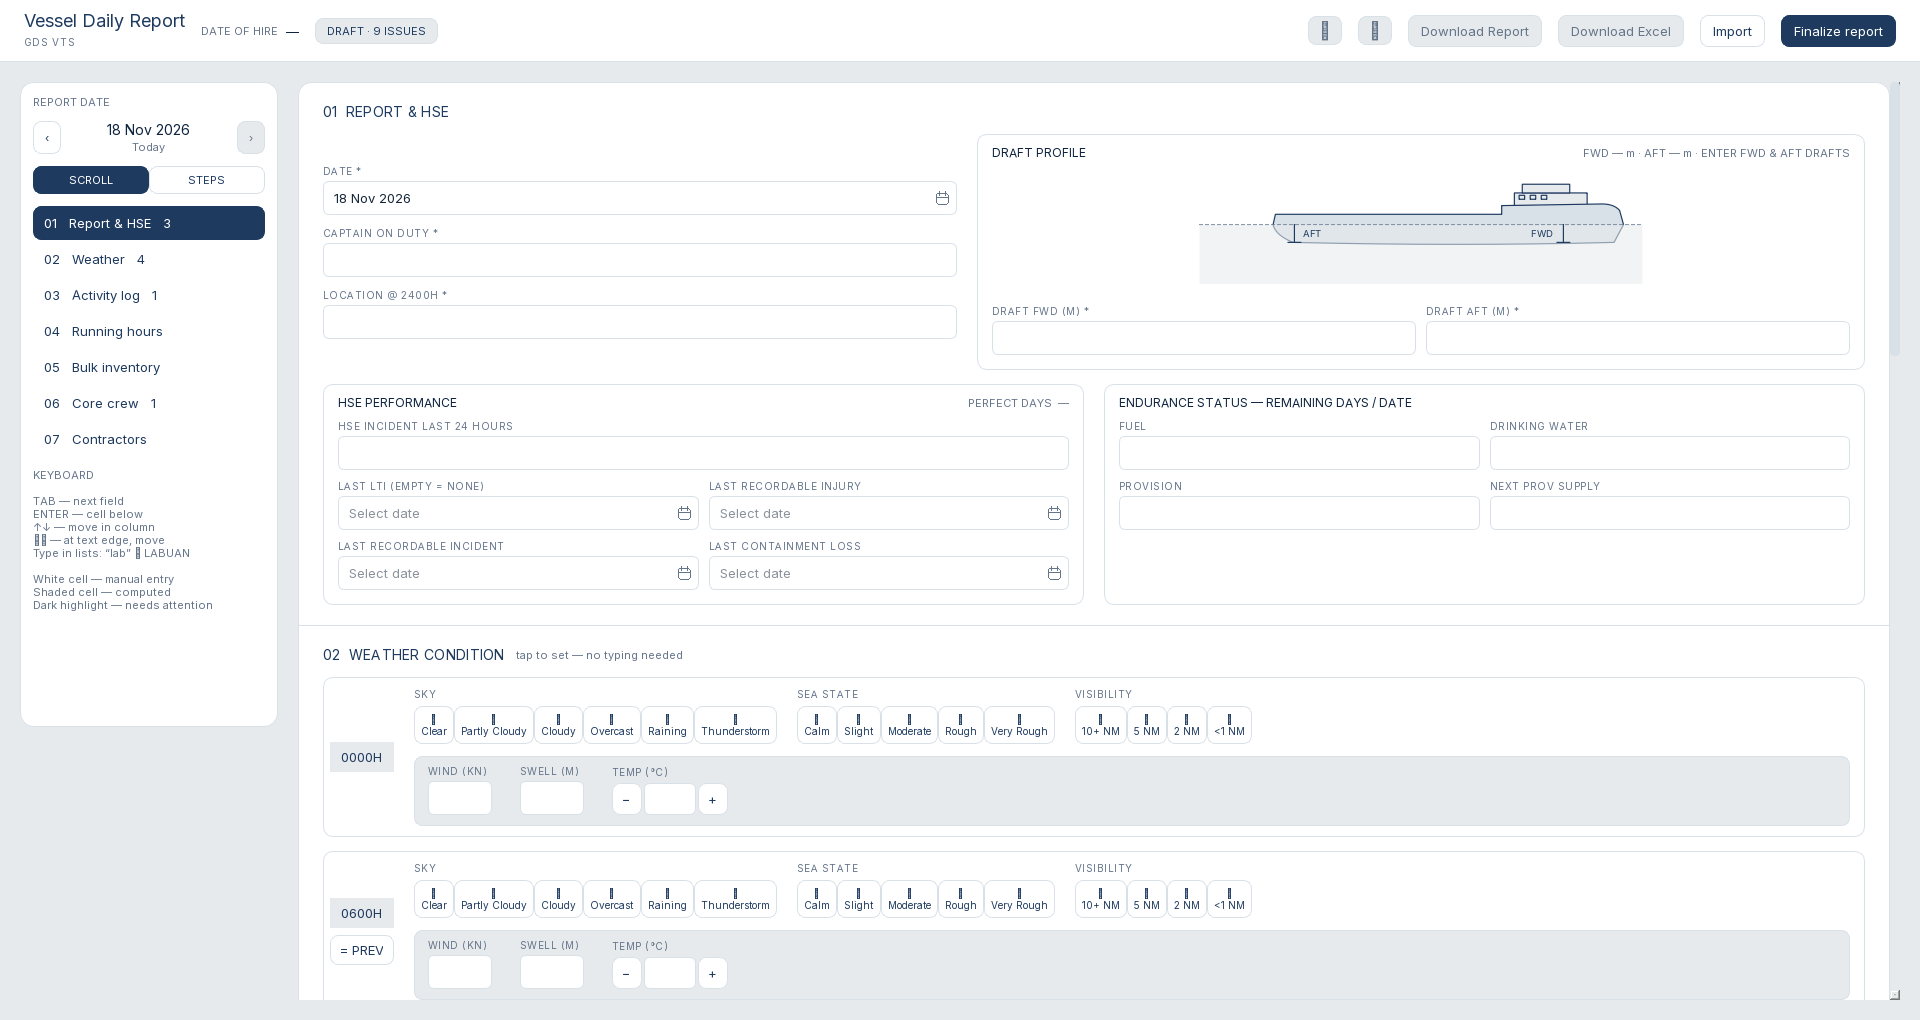 Vessel Daily Report
GDS VTS
DATE OF HIRE —
DRAFT · 9 ISSUES
Download Report
Download Excel
Import
Finalize report
REPORT DATE
‹
18 Nov 2026
Today
›
SCROLL
STEPS
01 Report & HSE 3
02 Weather 4
03 Activity log 1
04 Running hours
05 Bulk inventory
06 Core crew 1
07 Contractors
KEYBOARD
TAB — next field
ENTER — cell below
↑↓ — move in column
— at text edge, move
Type in lists: “lab” LABUAN
White cell — manual entry
Shaded cell — computed
Dark highlight — needs attention
01 REPORT & HSE
DATE *
18 Nov 2026
CAPTAIN ON DUTY *
LOCATION @ 2400H *
DRAFT PROFILE
FWD — m · AFT — m · ENTER FWD & AFT DRAFTS
AFT
FWD
DRAFT FWD (M) *
DRAFT AFT (M) *
HSE PERFORMANCE
PERFECT DAYS —
HSE INCIDENT LAST 24 HOURS
LAST LTI (EMPTY = NONE)
LAST RECORDABLE INJURY
Select date
Select date
LAST RECORDABLE INCIDENT
LAST CONTAINMENT LOSS
Select date
Select date
ENDURANCE STATUS — REMAINING DAYS / DATE
FUEL
DRINKING WATER
PROVISION
NEXT PROV SUPPLY
02 WEATHER CONDITION tap to set — no typing needed
0000H
SKY
Clear
Partly Cloudy
Cloudy
Overcast
Raining
Thunderstorm
SEA STATE
Calm
Slight
Moderate
Rough
Very Rough
VISIBILITY
10+ NM
5 NM
2 NM
<1 NM
WIND (KN)
SWELL (M)
TEMP (°C)
−
+
0600H
= PREV
SKY
Clear
Partly Cloudy
Cloudy
Overcast
Raining
Thunderstorm
SEA STATE
Calm
Slight
Moderate
Rough
Very Rough
VISIBILITY
10+ NM
5 NM
2 NM
<1 NM
WIND (KN)
SWELL (M)
TEMP (°C)
−
+